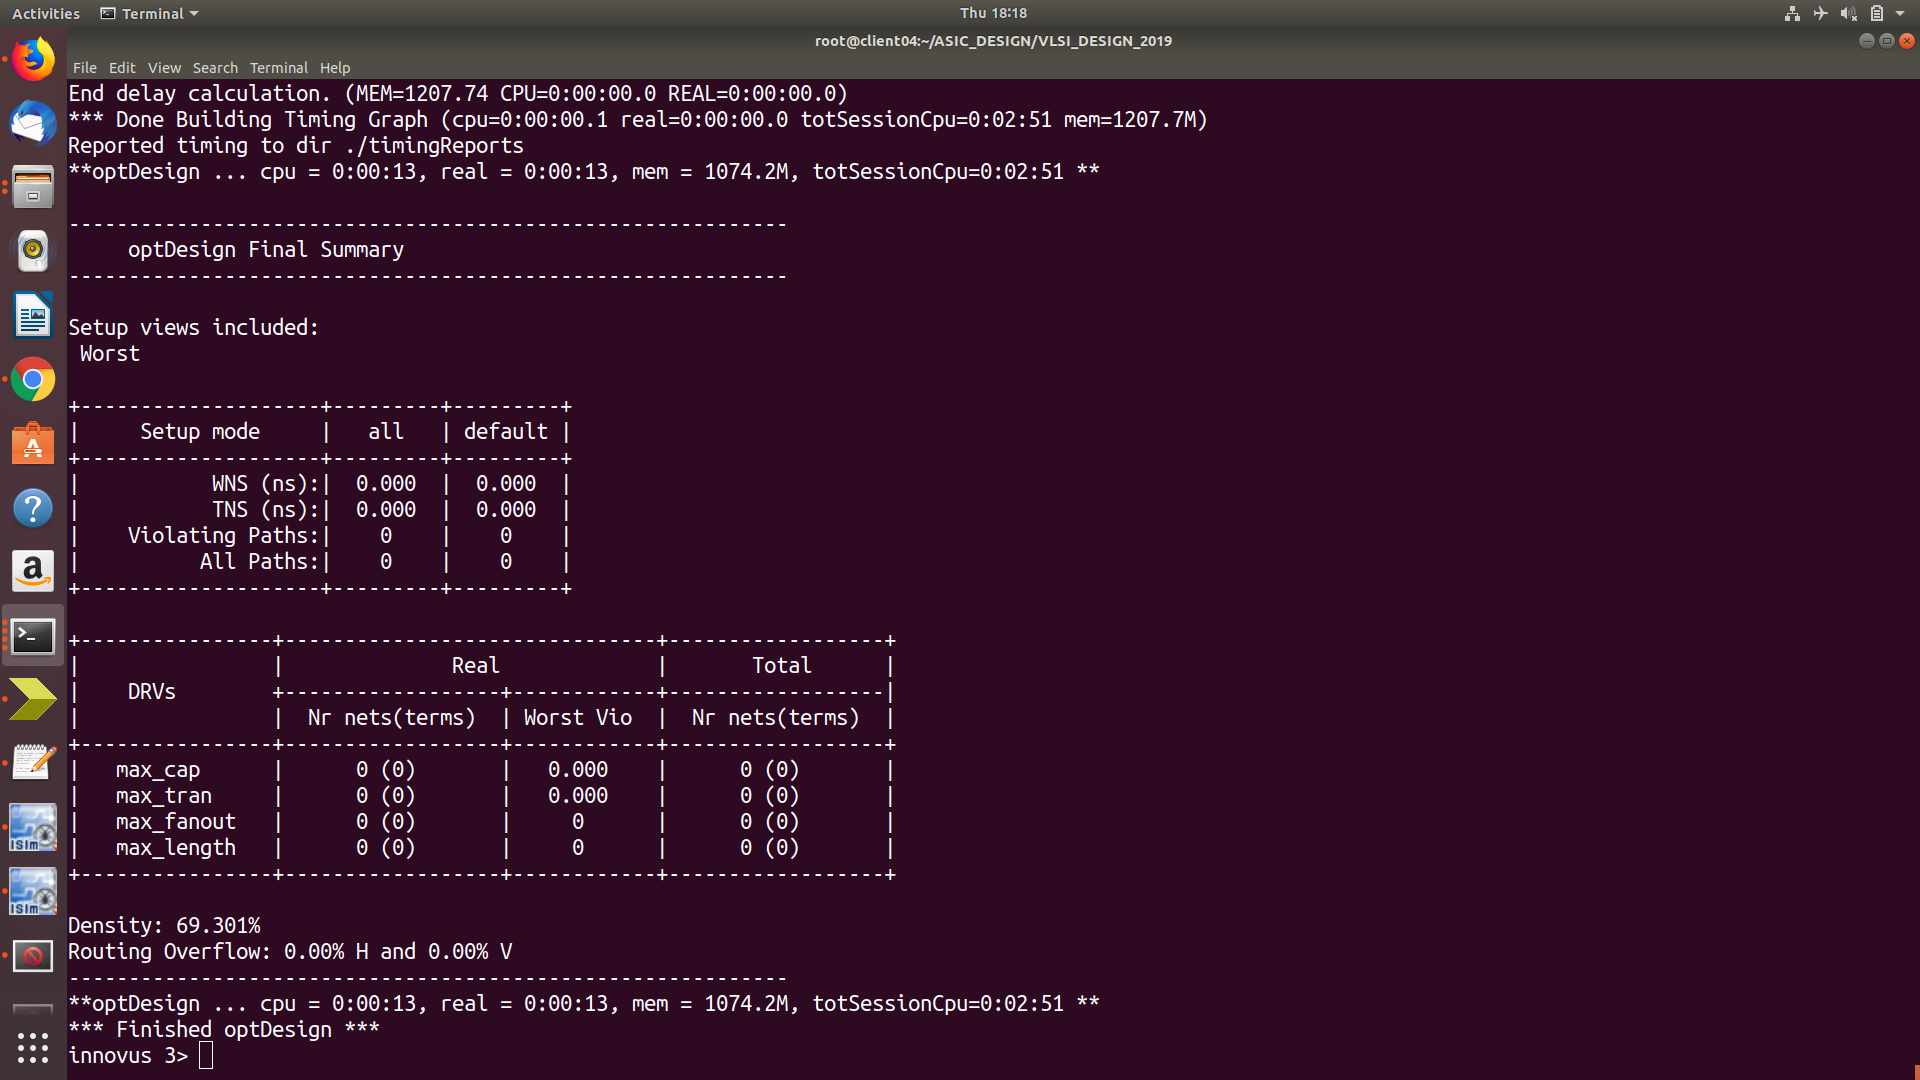 Activities Terminal Thu 18:18
root@client04:~/ASIC_DESIGN/VLSI_DESIGN_2019
File Edit View Search Terminal Help
End delay calculation. (MEM=1207.74 CPU=0:00:00.0 REAL=0:00:00.0)
*** Done Building Timing Graph (cpu=0:00:00.1 real=0:00:00.0 totSessionCpu=0:02:51 mem=1207.7M)
Reported timing to dir ./timingReports
**optDesign ... cpu = 0:00:13, real = 0:00:13, mem = 1074.2M, totSessionCpu=0:02:51 **
------------------------------------------------------------
     optDesign Final Summary
------------------------------------------------------------
Setup views included:
 Worst
+--------------------+---------+---------+
|     Setup mode     |   all   | default |
+--------------------+---------+---------+
|           WNS (ns):|  0.000  |  0.000  |
|           TNS (ns):|  0.000  |  0.000  |
|    Violating Paths:|    0    |    0    |
|          All Paths:|    0    |    0    |
+--------------------+---------+---------+
+----------------+-------------------------------+------------------+
|                |              Real             |       Total      |
|    DRVs        +------------------+------------+------------------|
|                |  Nr nets(terms)  | Worst Vio  |  Nr nets(terms)  |
+----------------+------------------+------------+------------------+
|   max_cap      |      0 (0)       |   0.000    |      0 (0)       |
|   max_tran     |      0 (0)       |   0.000    |      0 (0)       |
|   max_fanout   |      0 (0)       |     0      |      0 (0)       |
|   max_length   |      0 (0)       |     0      |      0 (0)       |
+----------------+------------------+------------+------------------+
Density: 69.301%
Routing Overflow: 0.00% H and 0.00% V
------------------------------------------------------------
**optDesign ... cpu = 0:00:13, real = 0:00:13, mem = 1074.2M, totSessionCpu=0:02:51 **
*** Finished optDesign ***
innovus 3>
ISim
ISim